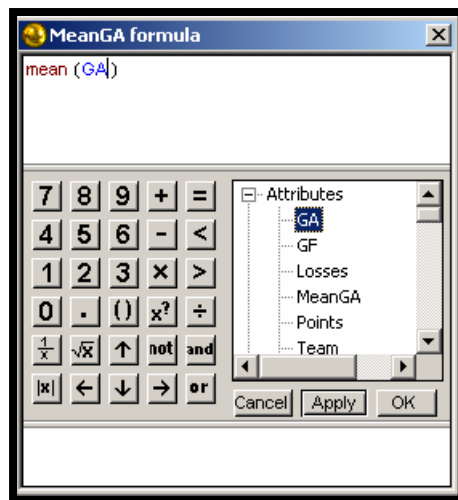 MeanGA formula
mean (GA)
7 8 9 + =
4 5 6 - <
1 2 3 × >
0 . () x? ÷
1/x √x ↑ not and
|x| ← ↓ → or
Attributes
GA
GF
Losses
MeanGA
Points
Team
Cancel Apply OK